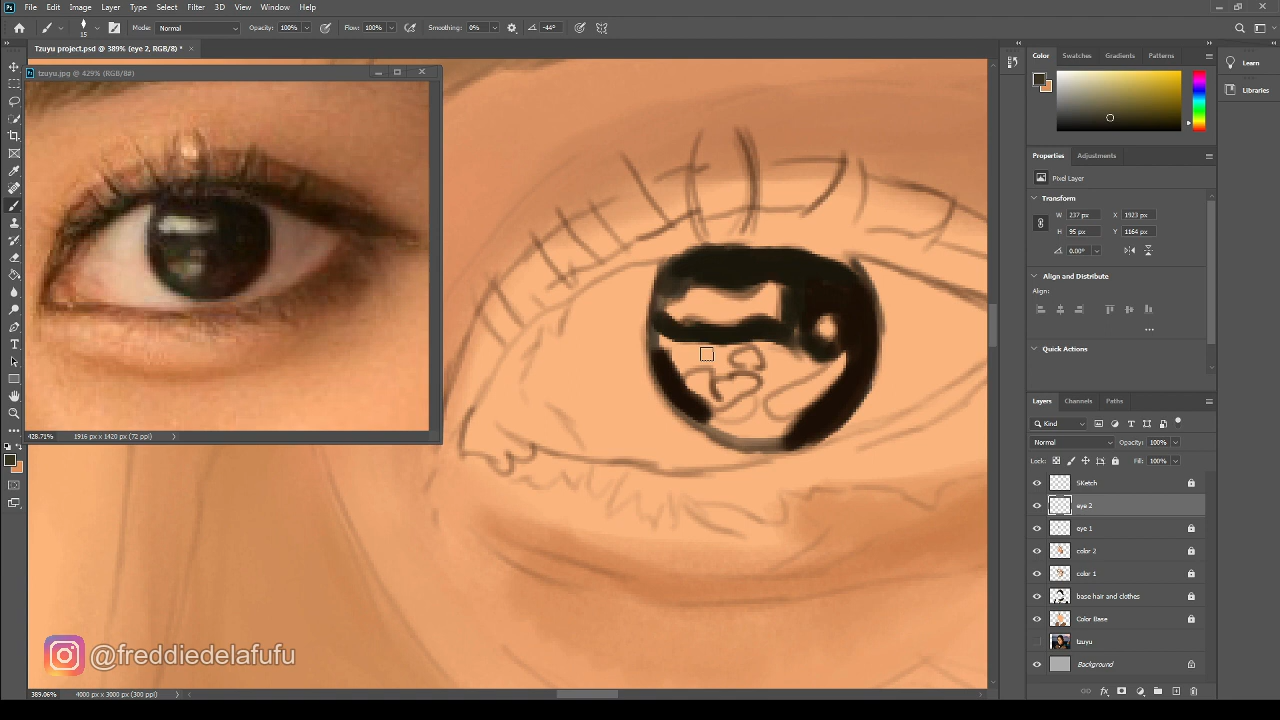 File Edit Image Layer Type Select Filter 3D View Window Help
15 Mode: Normal Opacity: 100% Flow: 100% Smoothing: 0% -44°
Tzuyu project.psd @ 389% (eye 2, RGB/8) * ×
tzuyu.jpg @ 429% (RGB/8#)
428.71% 1916 px x 1420 px (72 ppi)
@freddiedelafufu
389.06% 4000 px x 3000 px (300 ppi)
Color Swatches Gradients Patterns
Properties Adjustments
Pixel Layer
Transform
W 237 px X 1923 px
H 95 px Y 1164 px
0.00°
Align and Distribute
Align:
Quick Actions
Layers Channels Paths
Kind
Normal Opacity: 100%
Lock: Fill: 100%
SKetch
eye 2
eye 1
color 2
color 1
base hair and clothes
Color Base
tzuyu
Background
Learn
Libraries